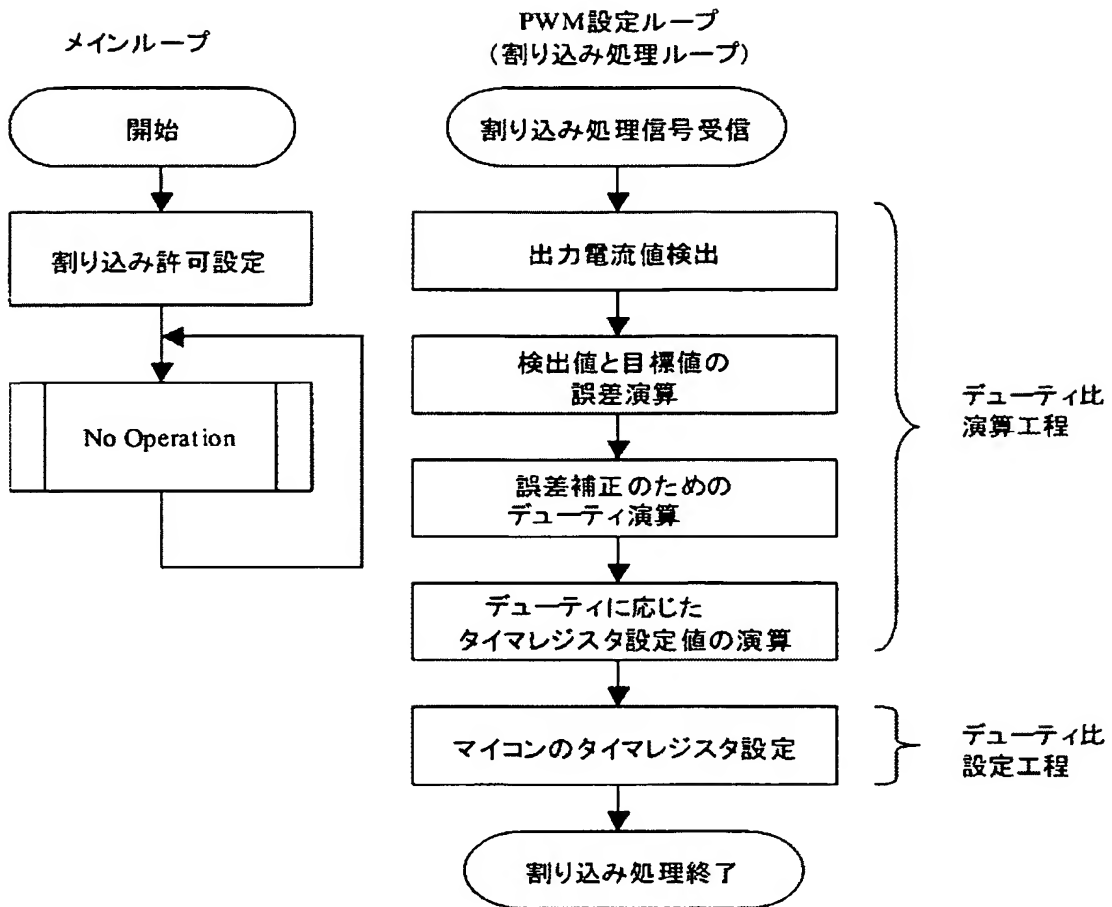 メインループ
開始
割り込み許可設定
No Operation
PWM設定ループ
(割り込み処理ループ)
割り込み処理信号受信
出力電流値検出
検出値と目標値の
誤差演算
誤差補正のための
デューティ演算
デューティに応じた
タイマレジスタ設定値の演算
マイコンのタイマレジスタ設定
割り込み処理終了
デューティ比
演算工程
デューティ比
設定工程